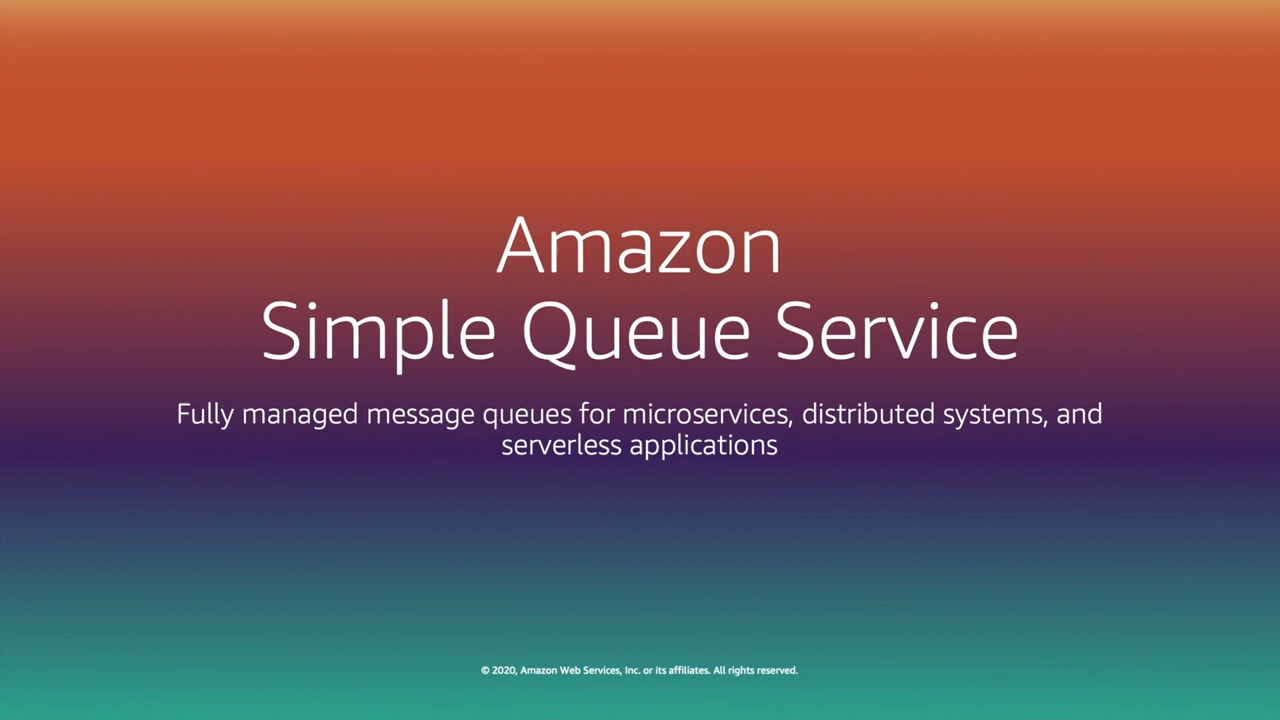 Amazon
Simple Queue Service
Fully managed message queues for microservices, distributed systems, and
serverless applications
© 2020, Amazon Web Services, Inc. or its affiliates. All rights reserved.